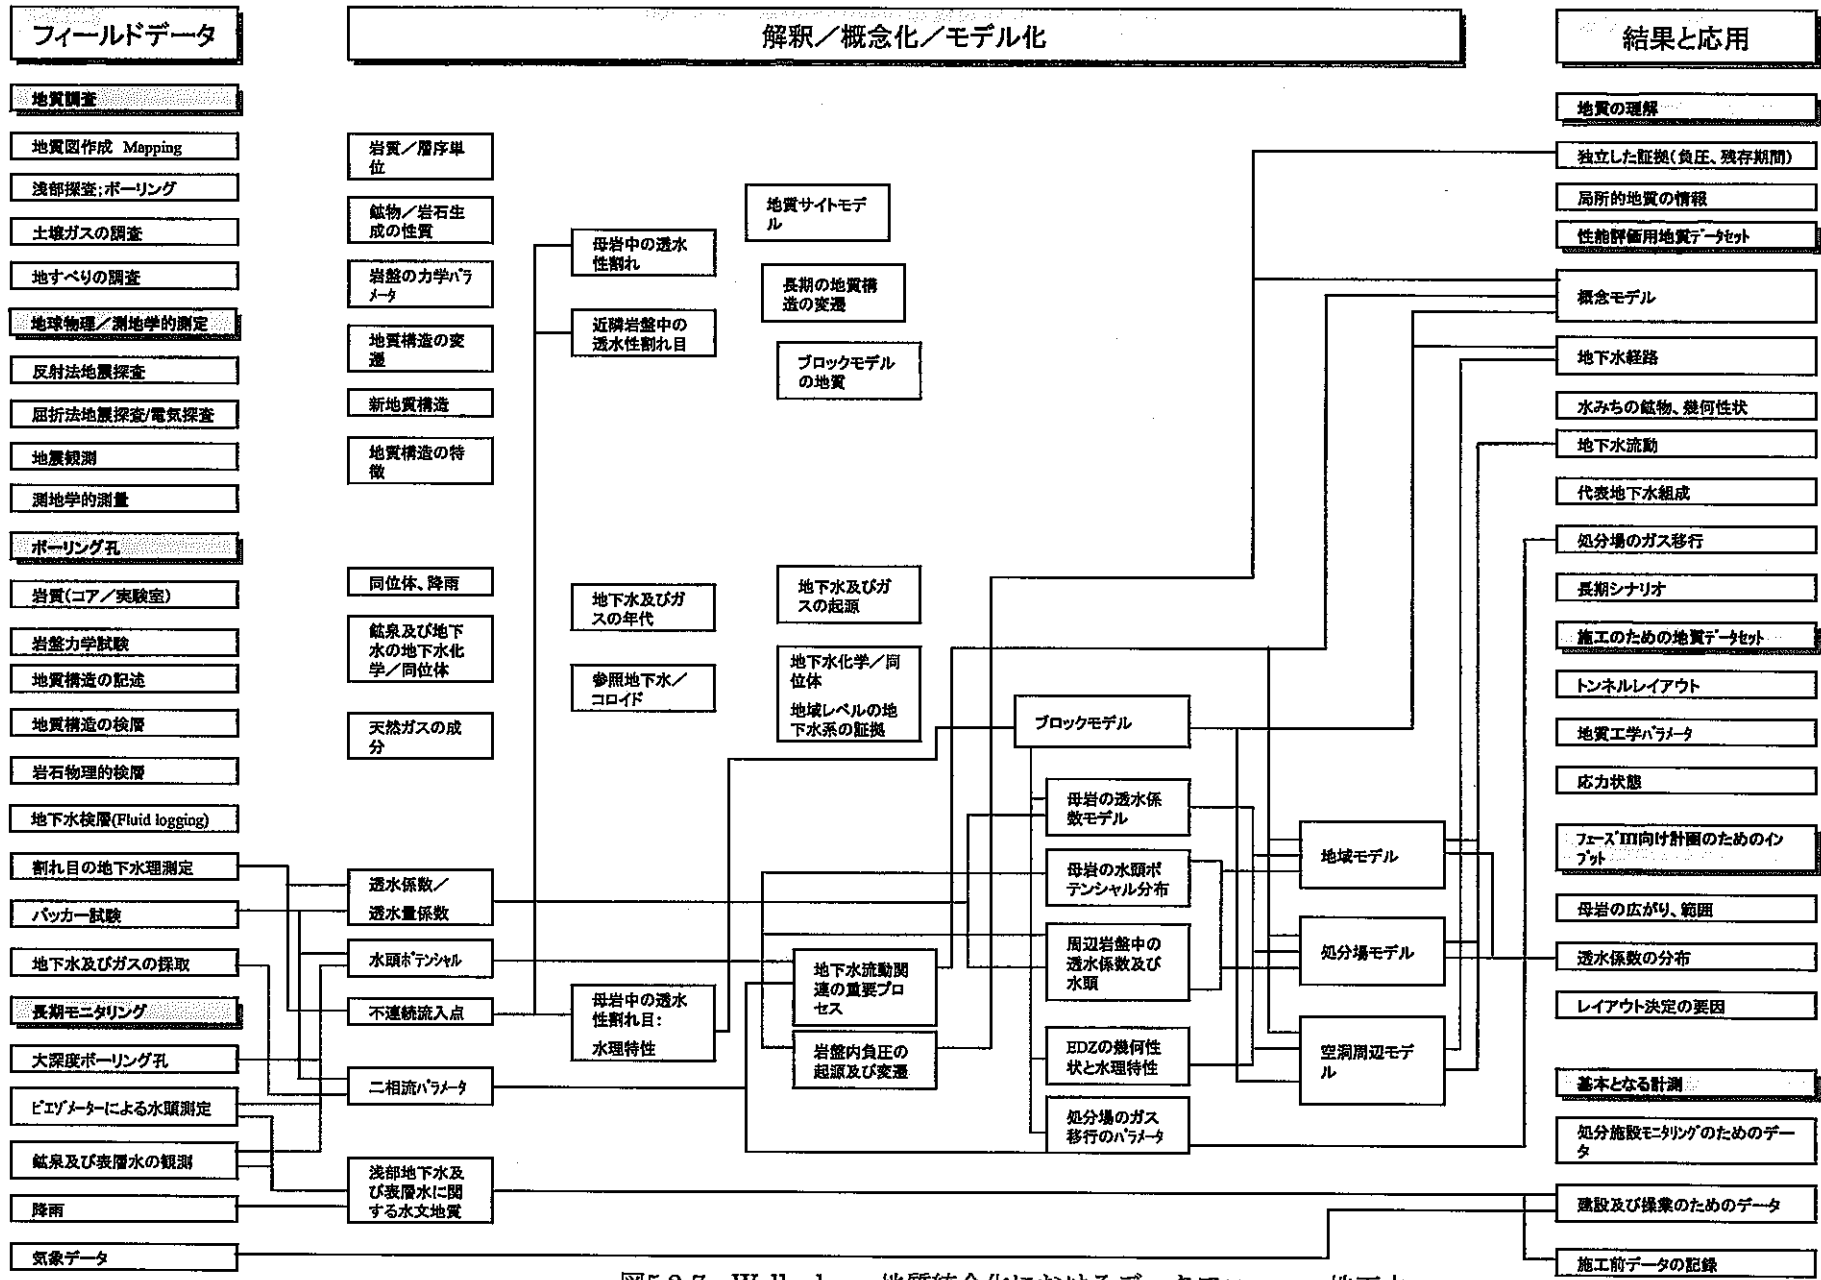 フィールドデータ
解釈／概念化／モデル化
結果と応用
地質調査
地質図作成 Mapping
浅部探査;ボーリング
土壌ガスの調査
地すべりの調査
地球物理／測地学的測定
反射法地震探査
屈折法地震探査/電気探査
地震観測
測地学的測量
ボーリング孔
岩質(コア／実験室)
岩盤力学試験
地質構造の記述
地質構造の検層
岩石物理的検層
地下水検層(Fluid logging)
割れ目の地下水理測定
パッカー試験
地下水及びガスの採取
長期モニタリング
大深度ボーリング孔
ピエゾメーターによる水頭測定
鉱泉及び表層水の観測
降雨
気象データ
岩質／層序単
位
鉱物／岩石生
成の性質
岩盤の力学パラ
メータ
地質構造の変
遷
新地質構造
地質構造の特
徴
同位体、降雨
鉱泉及び地下
水の地下水化
学／同位体
天然ガスの成
分
透水係数／
透水量係数
水頭ポテンシャル
不連続流入点
二相流パラメータ
浅部地下水及
び表層水に関
する水文地質
母岩中の透水
性割れ
近隣岩盤中の
透水性割れ目
地下水及びガ
スの年代
参照地下水／
コロイド
母岩中の透水
性割れ目:
水理特性
地質サイトモデ
ル
長期の地質構
造の変遷
ブロックモデル
の地質
地下水及びガ
スの起源
地下水化学／同
位体
地域レベルの地
下水系の証拠
地下水流動関
連の重要プロ
セス
岩盤内負圧の
起源及び変遷
ブロックモデル
母岩の透水係
数モデル
母岩の水頭ポ
テンシャル分布
周辺岩盤中の
透水係数及び
水頭
EDZの幾何性
状と水理特性
処分場のガス
移行のパラメータ
地域モデル
処分場モデル
空洞周辺モデ
ル
地質の理解
独立した証拠(負圧、残存期間)
局所的地質の情報
性能評価用地質データセット
概念モデル
地下水経路
水みちの鉱物、幾何性状
地下水流動
代表地下水組成
処分場のガス移行
長期シナリオ
施工のための地質データセット
トンネルレイアウト
地質工学パラメータ
応力状態
フェーズIII向け計画のためのイン
プット
母岩の広がり、範囲
透水係数の分布
レイアウト決定の要因
基本となる計測
処分施設モニタリングのためのデー
タ
建設及び操業のためのデータ
施工前データの記録